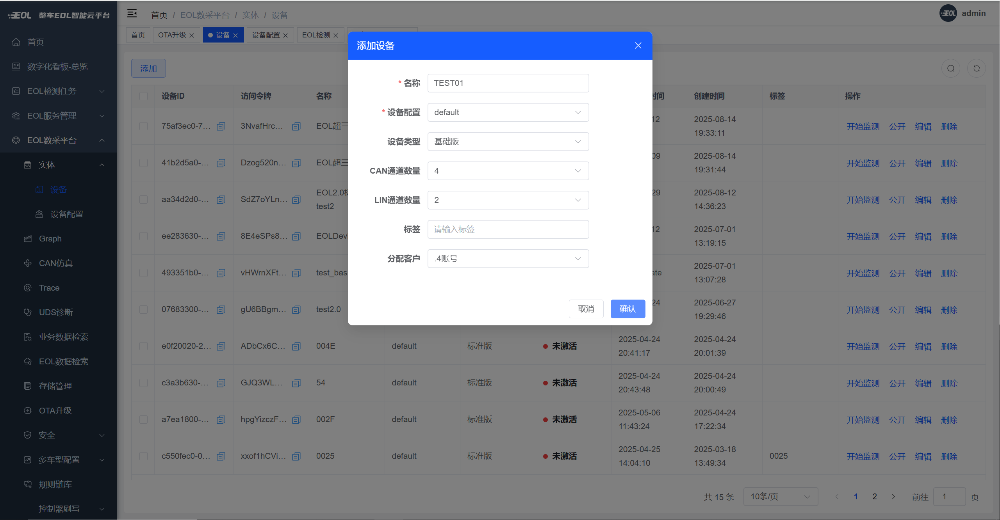 EOL 整车EOL智能云平台
首页 / EOL数采平台 / 实体 / 设备
admin
首页
OTA升级
设备
设备配置
EOL检测
首页
数字化看板-总览
EOL检测任务
EOL服务管理
EOL数采平台
实体
设备
设备配置
Graph
CAN仿真
Trace
UDS诊断
业务数据检索
EOL数据检索
存储管理
OTA升级
安全
多车型配置
规则链库
控制器刷写
添加
添加设备
* 名称 TEST01
* 设备配置 default
设备类型 基础版
CAN通道数量 4
LIN通道数量 2
标签 请输入标签
分配客户 .4账号
取消 确认
设备ID 访问令牌 名称 时间 创建时间 标签 操作
75af3ec0-7... 3NvafHrc... EOL超三 12 2025-08-14 19:33:11 开始监测 公开 编辑 删除
41b2d5a0-... Dzog520n... EOL超三 09 2025-08-14 19:31:44 开始监测 公开 编辑 删除
aa34d2d0-... SdZ7oYLn... EOL2.0标 test2 29 2025-08-12 14:36:23 开始监测 公开 编辑 删除
ee283630-... 8E4eSPs8... EOLDev 12 2025-07-01 13:19:15 开始监测 公开 编辑 删除
493351b0-... vHWrnXFt... test_bas ate 2025-07-01 13:07:28 开始监测 公开 编辑 删除
07683300-... gU6BBgm... test2.0 24 2025-06-27 19:29:46 开始监测 公开 编辑 删除
e0f20020-2... ADbCx6C... 004E default 标准版 未激活 2025-04-24 20:41:17 2025-04-24 20:01:39 开始监测 公开 编辑 删除
c3a3b630-... GJQ3WL... 54 default 标准版 未激活 2025-04-24 20:43:48 2025-04-24 20:00:49 开始监测 公开 编辑 删除
a7ea1800-... hpgYizczF... 002F default 标准版 未激活 2025-05-06 11:43:24 2025-04-24 17:22:34 开始监测 公开 编辑 删除
c550fec0-0... xxof1hCVi... 0025 default 标准版 未激活 2025-04-25 14:04:10 2025-03-18 13:49:34 0025 开始监测 公开 编辑 删除
共 15 条 10条/页 1 2 前往 1 页